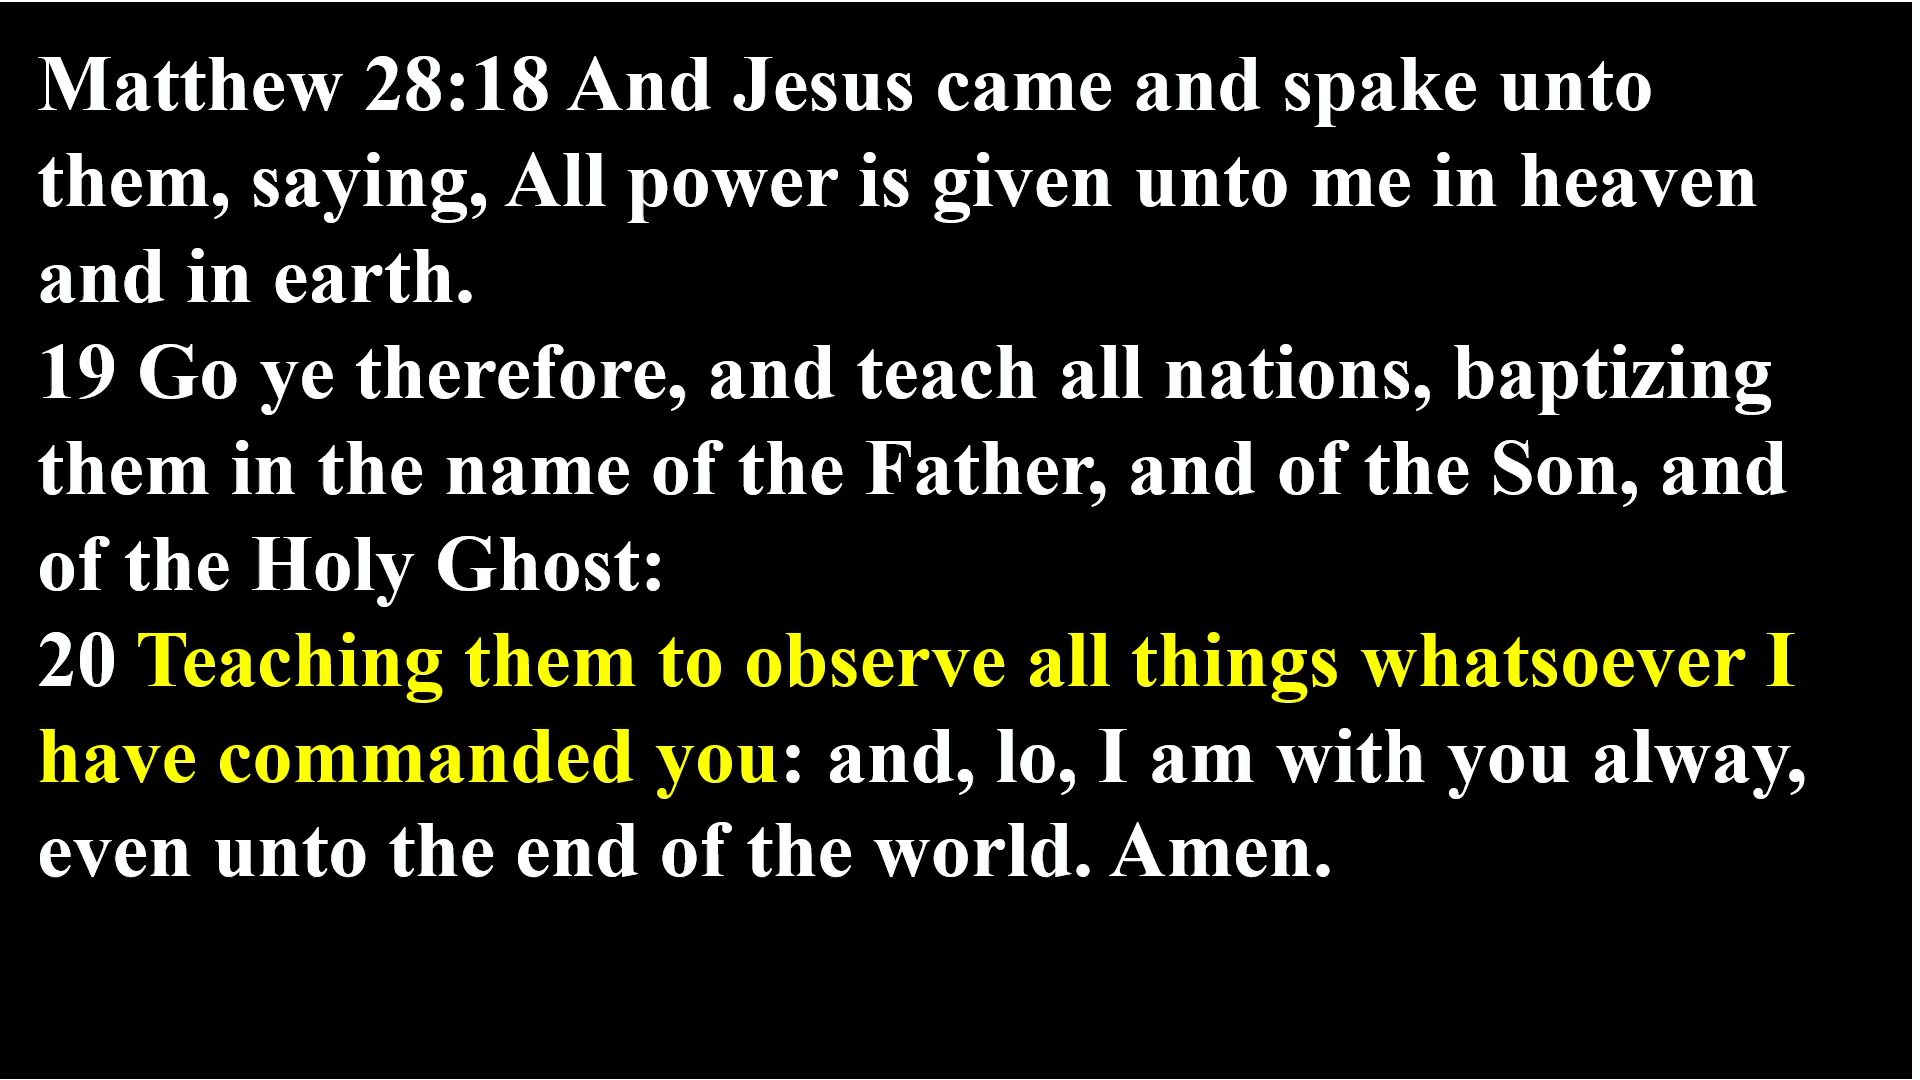 Matthew 28:18 And Jesus came and spake unto
them, saying, All power is given unto me in heaven
and in earth.
19 Go ye therefore, and teach all nations, baptizing
them in the name of the Father, and of the Son, and
of the Holy Ghost:
20 Teaching them to observe all things whatsoever I
have commanded you: and, lo, I am with you alway,
even unto the end of the world. Amen.